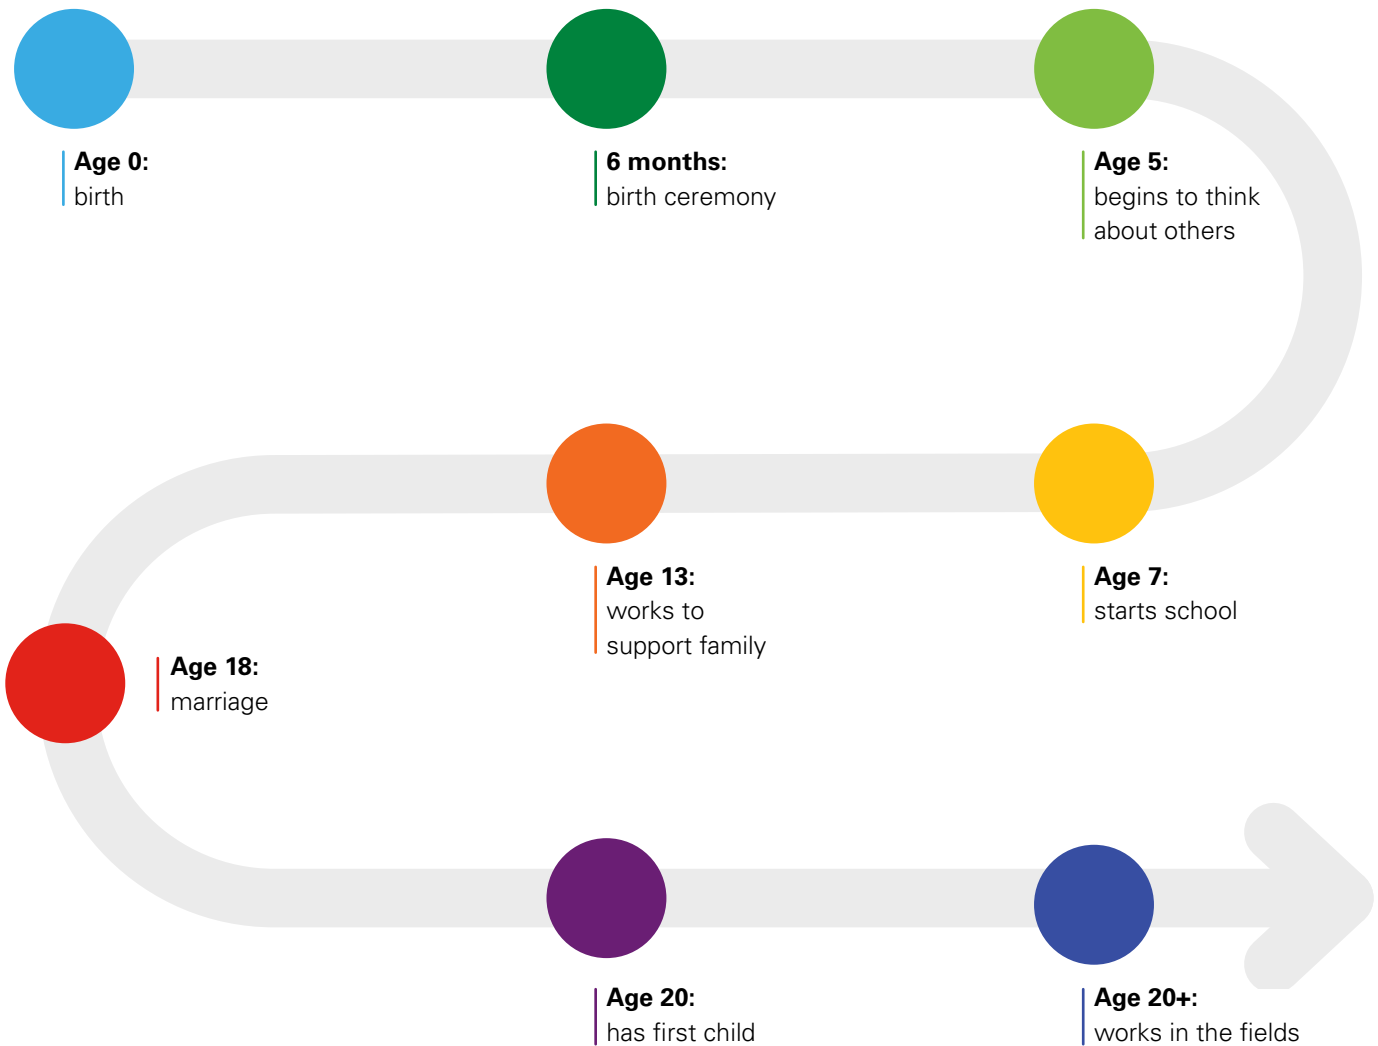 Age 0:
birth
6 months:
birth ceremony
Age 5:
begins to think
about others
Age 7:
starts school
Age 13:
works to
support family
Age 18:
marriage
Age 20:
has first child
Age 20+:
works in the fields